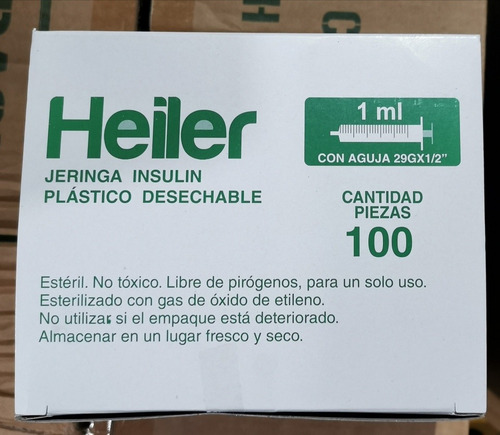 Heiler
JERINGA INSULIN
PLÁSTICO DESECHABLE
1 ml
CON AGUJA 29GX1/2"
CANTIDAD
PIEZAS
100
Estéril. No tóxico. Libre de pirógenos, para un solo uso.
Esterilizado con gas de óxido de etileno.
No utilizar si el empaque está deteriorado.
Almacenar en un lugar fresco y seco.